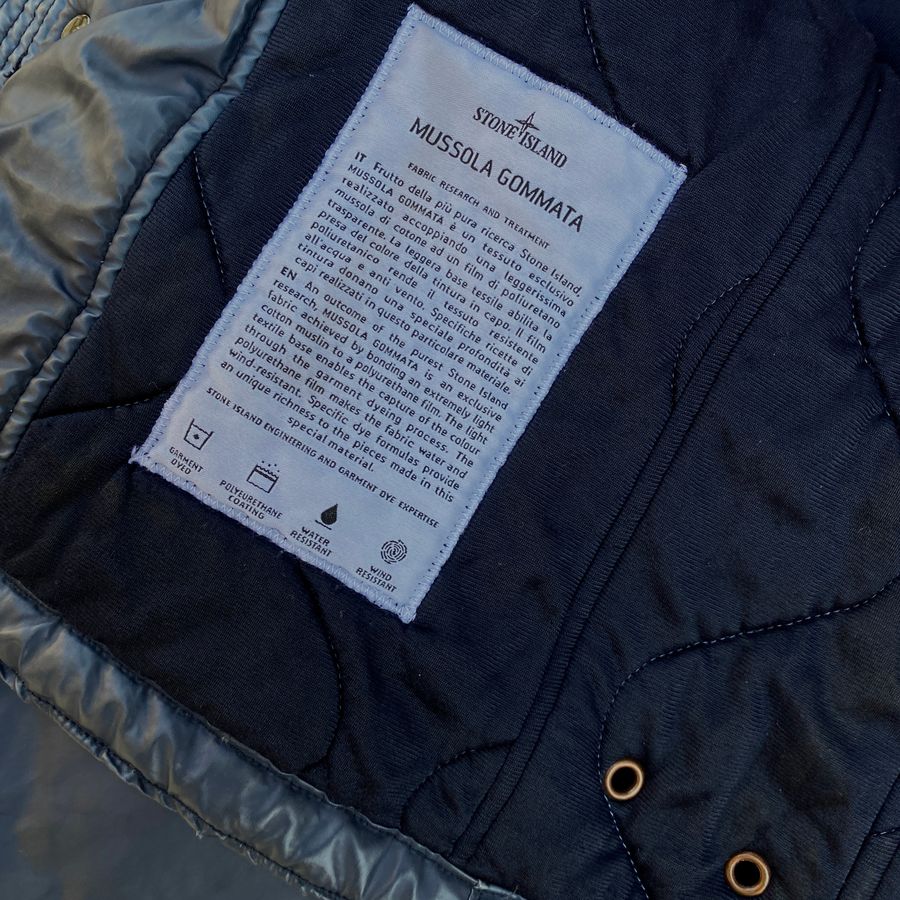 STONE ISLAND
MUSSOLA GOMMATA
FABRIC RESEARCH AND TREATMENT
IT Frutto della più pura ricerca Stone Island,
MUSSOLA GOMMATA è un tessuto esclusivo
realizzato accoppiando una leggerissima
mussola di cotone ad un film di poliuretano
trasparente. La leggera base tessile abilita la
presa del colore della tintura in capo. Il film
poliuretanico rende il tessuto resistente
all'acqua e anti vento. Specifiche ricette di
tintura donano una speciale profondità ai
capi realizzati in questo particolare materiale.
EN An outcome of the purest Stone Island
research, MUSSOLA GOMMATA is an exclusive
fabric achieved by bonding an extremely light
cotton muslin to a polyurethane film. The light
textile base enables the capture of the colour
through the garment dyeing process. The
polyurethane film makes the fabric water and
wind-resistant. Specific dye formulas provide
an unique richness to the pieces made in this
special material.
STONE ISLAND ENGINEERING AND GARMENT DYE EXPERTISE
GARMENT
DYED
POLYEURETHANE
COATING
WATER
RESISTANT
WIND
RESISTANT